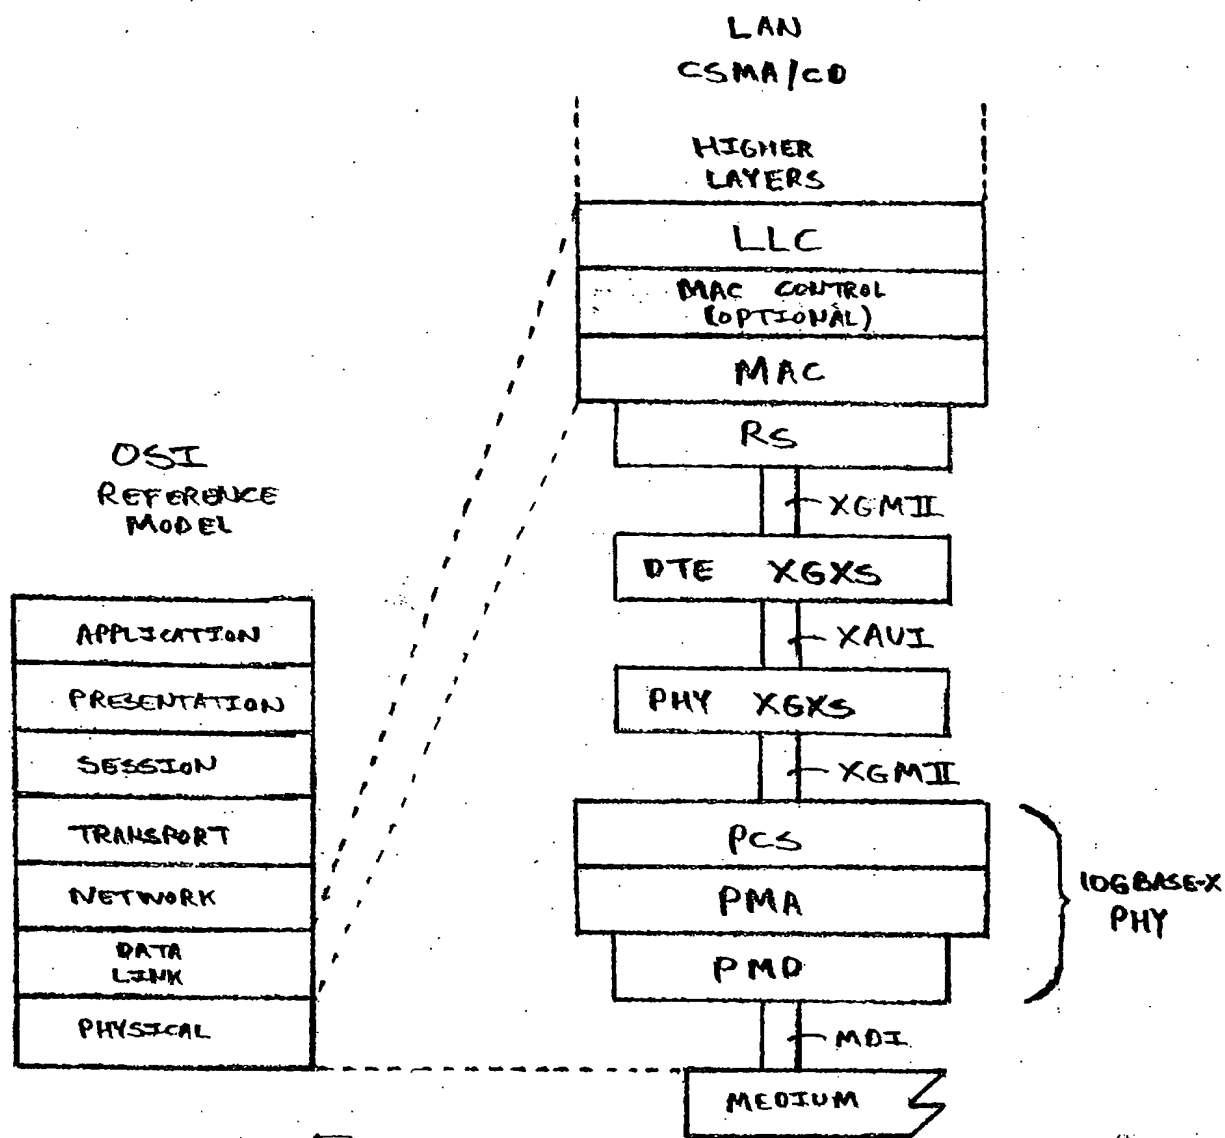 LAN
CSMA/CD
HIGHER
LAYERS
LLC
MAC CONTROL
(OPTIONAL)
MAC
RS
XGMII
DTE XGXS
XAUI
PHY XGXS
XGMII
PCS
PMA
PMD
10GBASE-X
PHY
MDI
MEDIUM
OSI
REFERENCE
MODEL
APPLICATION
PRESENTATION
SESSION
TRANSPORT
NETWORK
DATA
LINK
PHYSICAL